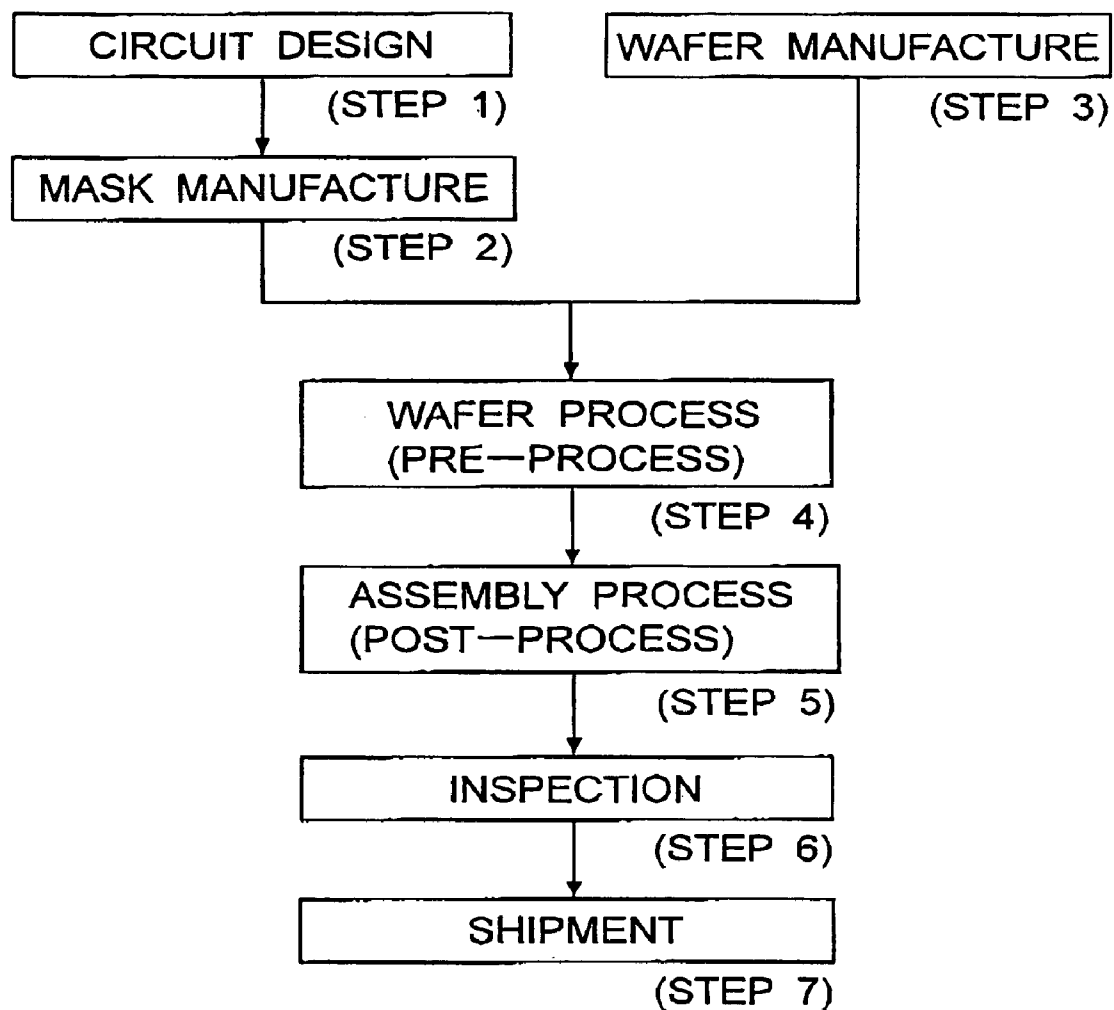 CIRCUIT DESIGN
(STEP 1)
MASK MANUFACTURE
(STEP 2)
WAFER MANUFACTURE
(STEP 3)
WAFER PROCESS
(PRE—PROCESS)
(STEP 4)
ASSEMBLY PROCESS
(POST—PROCESS)
(STEP 5)
INSPECTION
(STEP 6)
SHIPMENT
(STEP 7)